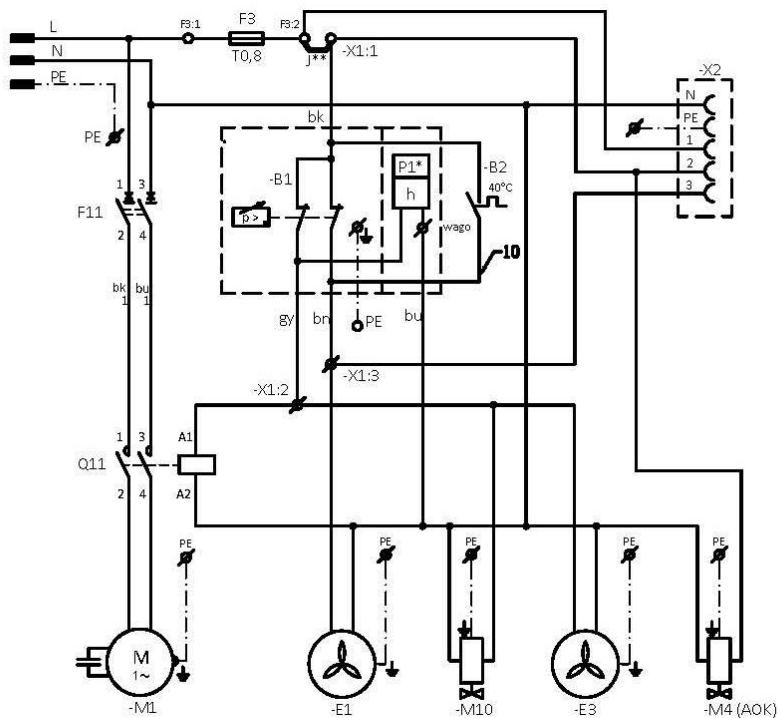 L F3:1 F3 F3:2
N T0,8 J** -X1:1
PE -X2
N
PE bk PE
1
P1* -B2 2
1 3 -B1 h 40°C 3
F11 p >
2 4 wago
10
bk 1 bu 1
gy bn PE bu
-X1:3
-X1:2
1 3 A1
Q11
2 4 A2
PE PE PE PE PE
M
1~
-M1 -E1 -M10 -E3 -M4 (AOK)